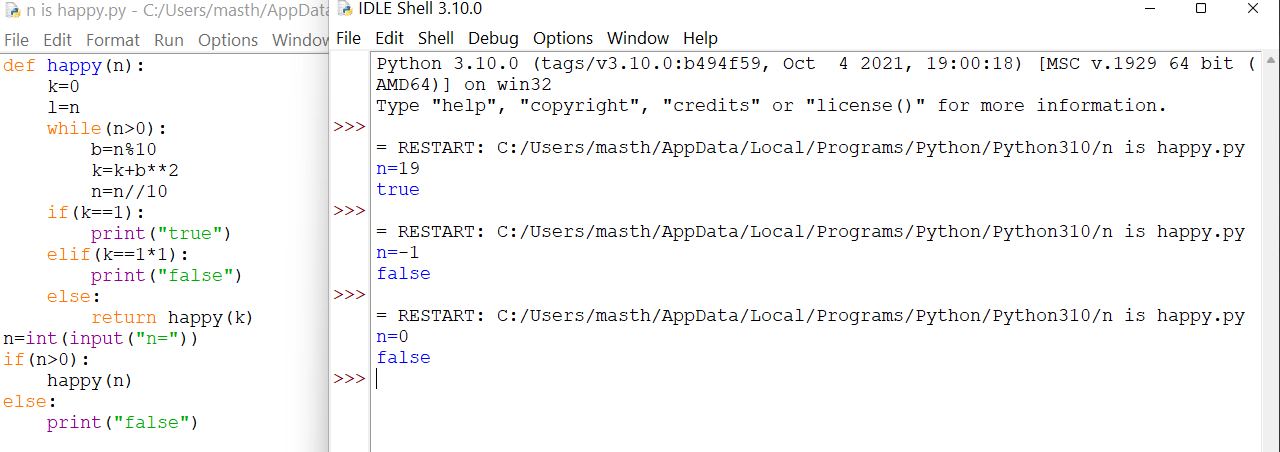 n is happy.py - C:/Users/masth/AppData
File Edit Format Run Options Window
def happy(n):
    k=0
    l=n
    while(n>0):
        b=n%10
        k=k+b**2
        n=n//10
    if(k==1):
        print("true")
    elif(k==1*1):
        print("false")
    else:
        return happy(k)
n=int(input("n="))
if(n>0):
    happy(n)
else:
    print("false")
IDLE Shell 3.10.0
File Edit Shell Debug Options Window Help
Python 3.10.0 (tags/v3.10.0:b494f59, Oct  4 2021, 19:00:18) [MSC v.1929 64 bit (
AMD64)] on win32
Type "help", "copyright", "credits" or "license()" for more information.
>>>
= RESTART: C:/Users/masth/AppData/Local/Programs/Python/Python310/n is happy.py
n=19
true
>>>
= RESTART: C:/Users/masth/AppData/Local/Programs/Python/Python310/n is happy.py
n=-1
false
>>>
= RESTART: C:/Users/masth/AppData/Local/Programs/Python/Python310/n is happy.py
n=0
false
>>>